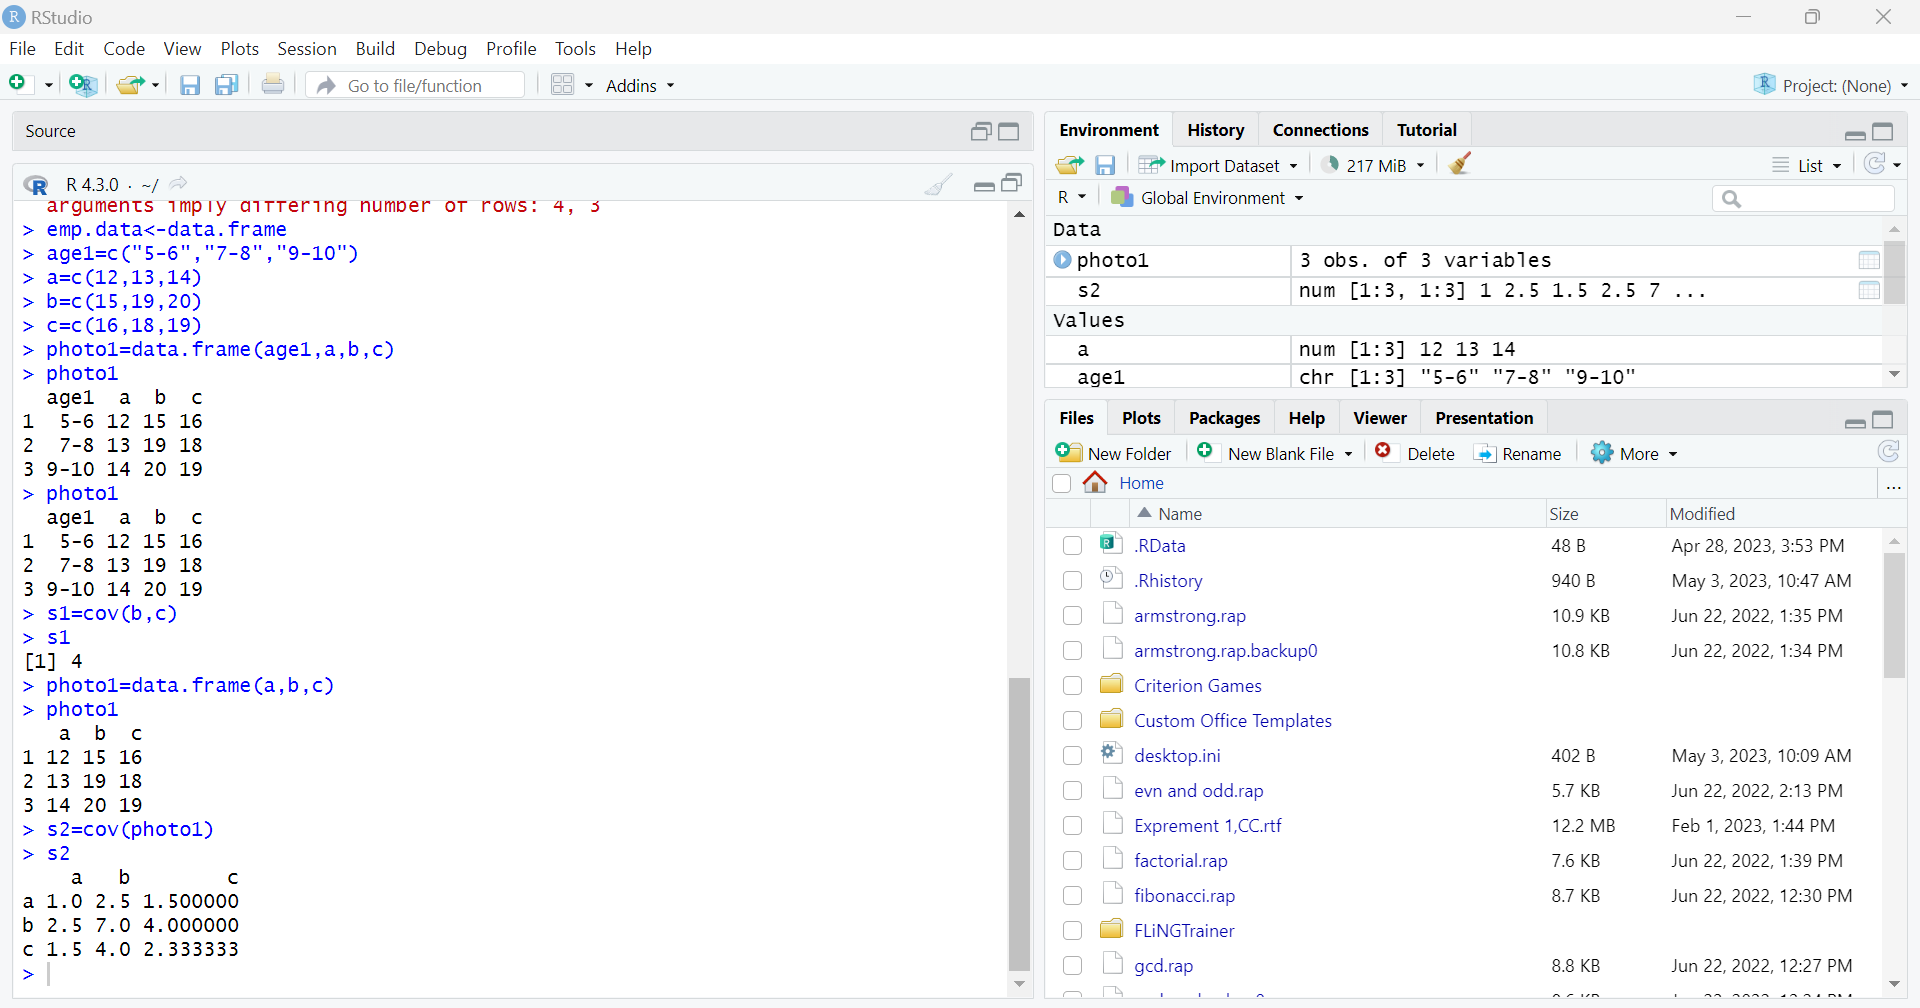 RStudio
File Edit Code View Plots Session Build Debug Profile Tools Help
Go to file/function Addins Project: (None)
Source
R 4.3.0 · ~/
arguments imply differing number of rows: 4, 3
> emp.data<-data.frame
> age1=c("5-6","7-8","9-10")
> a=c(12,13,14)
> b=c(15,19,20)
> c=c(16,18,19)
> photo1=data.frame(age1,a,b,c)
> photo1
age1 a b c
1 5-6 12 15 16
2 7-8 13 19 18
3 9-10 14 20 19
> photo1
age1 a b c
1 5-6 12 15 16
2 7-8 13 19 18
3 9-10 14 20 19
> s1=cov(b,c)
> s1
[1] 4
> photo1=data.frame(a,b,c)
> photo1
a b c
1 12 15 16
2 13 19 18
3 14 20 19
> s2=cov(photo1)
> s2
a b c
a 1.0 2.5 1.500000
b 2.5 7.0 4.000000
c 1.5 4.0 2.333333
>
Environment History Connections Tutorial
Import Dataset 217 MiB List
R Global Environment
Data
photo1 3 obs. of 3 variables
s2 num [1:3, 1:3] 1 2.5 1.5 2.5 7 ...
Values
a num [1:3] 12 13 14
age1 chr [1:3] "5-6" "7-8" "9-10"
Files Plots Packages Help Viewer Presentation
New Folder New Blank File Delete Rename More
Home ...
Name Size Modified
.RData 48 B Apr 28, 2023, 3:53 PM
.Rhistory 940 B May 3, 2023, 10:47 AM
armstrong.rap 10.9 KB Jun 22, 2022, 1:35 PM
armstrong.rap.backup0 10.8 KB Jun 22, 2022, 1:34 PM
Criterion Games
Custom Office Templates
desktop.ini 402 B May 3, 2023, 10:09 AM
evn and odd.rap 5.7 KB Jun 22, 2022, 2:13 PM
Exprement 1,CC.rtf 12.2 MB Feb 1, 2023, 1:44 PM
factorial.rap 7.6 KB Jun 22, 2022, 1:39 PM
fibonacci.rap 8.7 KB Jun 22, 2022, 12:30 PM
FLiNGTrainer
gcd.rap 8.8 KB Jun 22, 2022, 12:27 PM